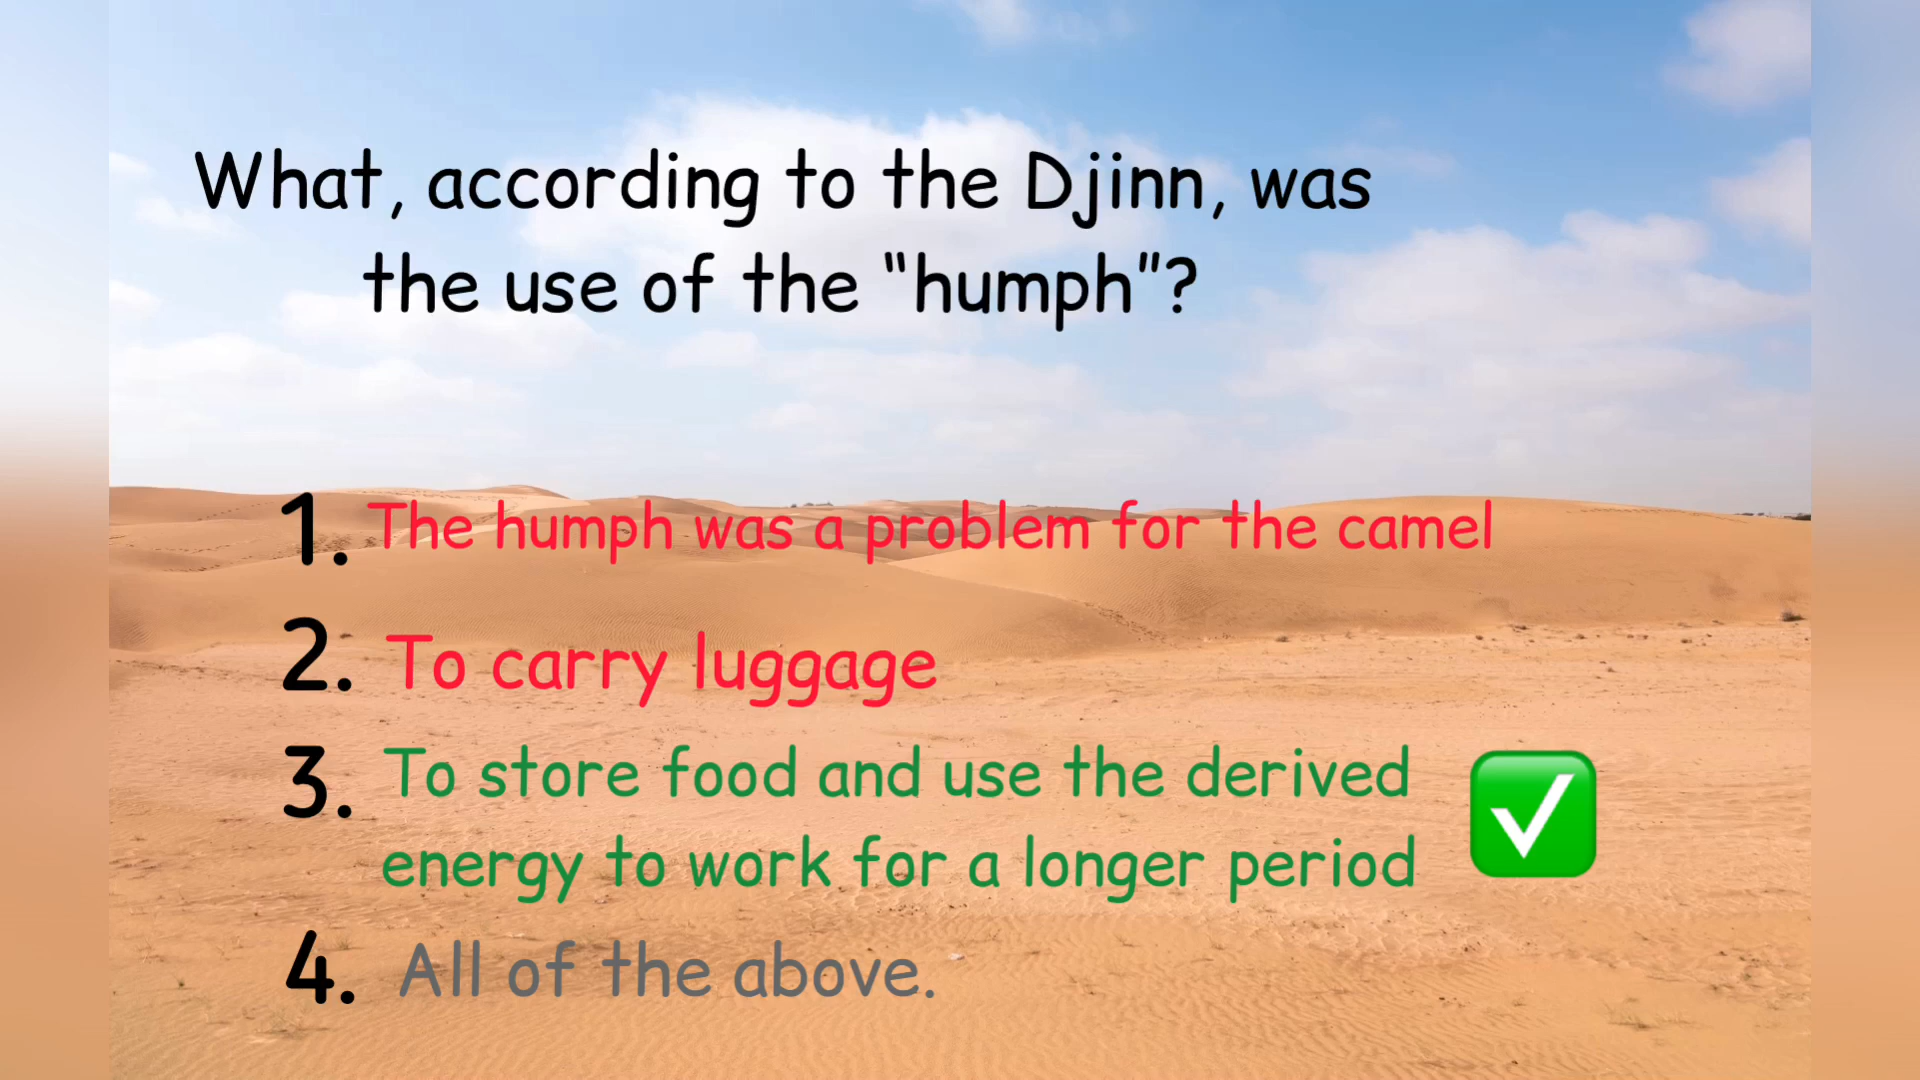 What, according to the Djinn, was
the use of the “humph”?
1. The humph was a problem for the camel
2. To carry luggage
3. To store food and use the derived
energy to work for a longer period
4. All of the above.